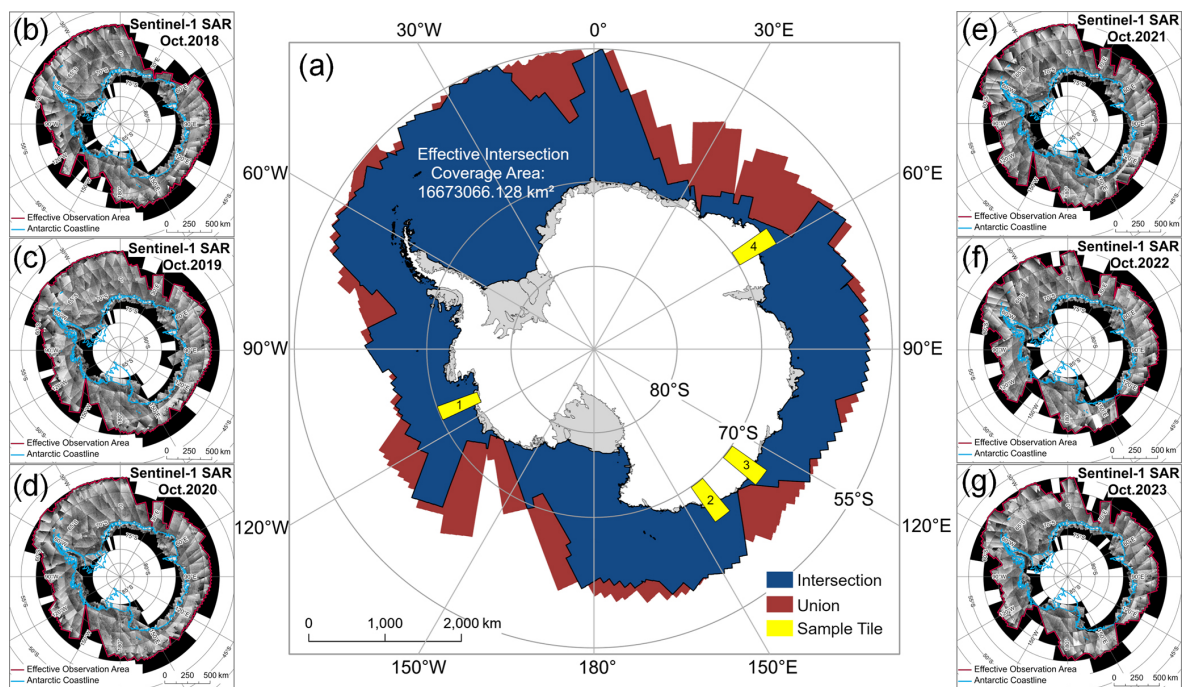 (b)
Sentinel-1 SAR
Oct.2018
Effective Observation Area
Antarctic Coastline
0 250 500 km
(c)
Sentinel-1 SAR
Oct.2019
Effective Observation Area
Antarctic Coastline
0 250 500 km
(d)
Sentinel-1 SAR
Oct.2020
Effective Observation Area
Antarctic Coastline
0 250 500 km
(a)
30°W
0°
30°E
60°W
60°E
90°W
90°E
120°W
120°E
150°W
180°
150°E
80°S
70°S
55°S
Effective Intersection
Coverage Area:
16673066.128 km²
1
2
3
4
Intersection
Union
Sample Tile
0 1,000 2,000 km
(e)
Sentinel-1 SAR
Oct.2021
Effective Observation Area
Antarctic Coastline
0 250 500 km
(f)
Sentinel-1 SAR
Oct.2022
Effective Observation Area
Antarctic Coastline
0 250 500 km
(g)
Sentinel-1 SAR
Oct.2023
Effective Observation Area
Antarctic Coastline
0 250 500 km